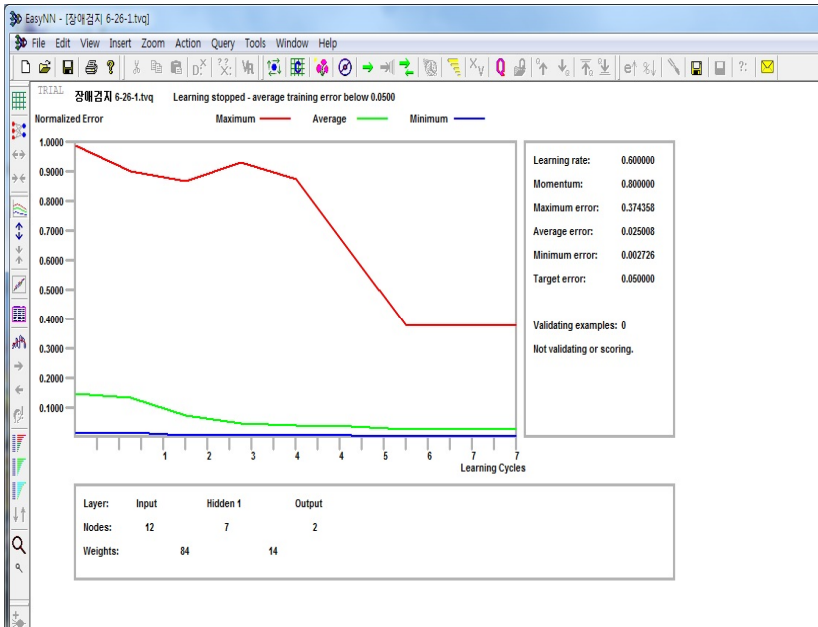 EasyNN - [장애검지 6-26-1.tvq]
File Edit View Insert Zoom Action Query Tools Window Help
TRIAL 장애검지 6-26-1.tvq Learning stopped - average training error below 0.0500
Normalized Error Maximum Average Minimum
1.0000
0.9000
0.8000
0.7000
0.6000
0.5000
0.4000
0.3000
0.2000
0.1000
1 2 3 4 4 5 6 7 7
Learning Cycles
Learning rate: 0.600000
Momentum: 0.800000
Maximum error: 0.374358
Average error: 0.025008
Minimum error: 0.002726
Target error: 0.050000
Validating examples: 0
Not validating or scoring.
Layer: Input Hidden 1 Output
Nodes: 12 7 2
Weights: 84 14